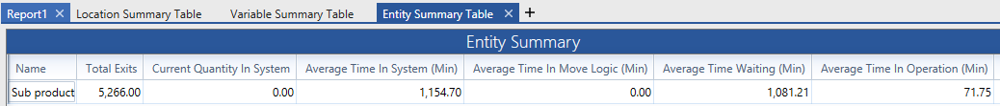 Report1 × Location Summary Table Variable Summary Table Entity Summary Table × +
Entity Summary
Name Total Exits Current Quantity In System Average Time In System (Min) Average Time In Move Logic (Min) Average Time Waiting (Min) Average Time In Operation (Min)
Sub product 5,266.00 0.00 1,154.70 0.00 1,081.21 71.75